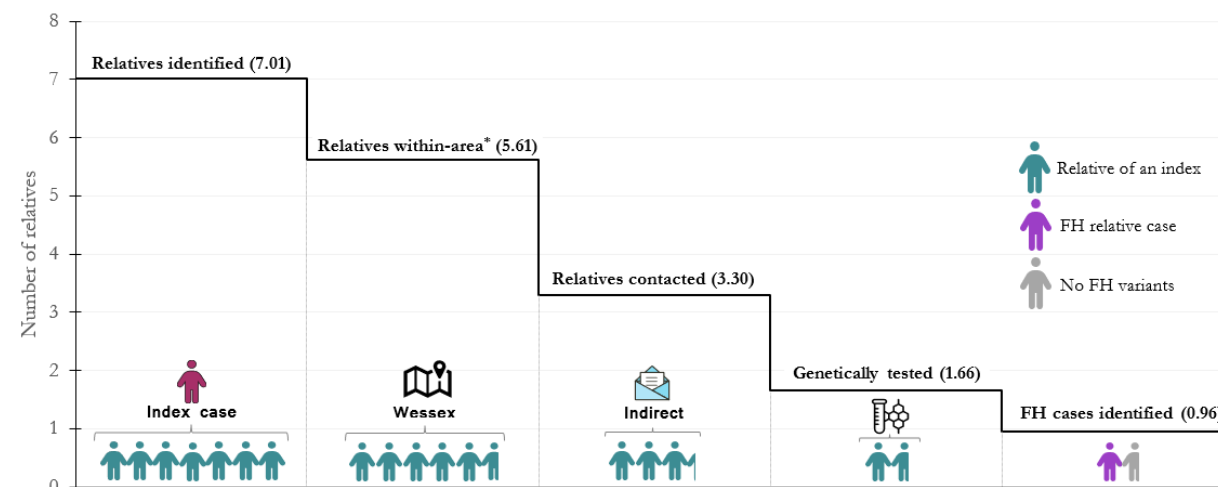 8
Relatives identified (7.01)
7
6
Relatives within-area* (5.61)
5
4
Relatives contacted (3.30)
3
2
Genetically tested (1.66)
1
FH cases identified (0.96)
0
Number of relatives
Relative of an index
FH relative case
No FH variants
Index case
Wessex
Indirect